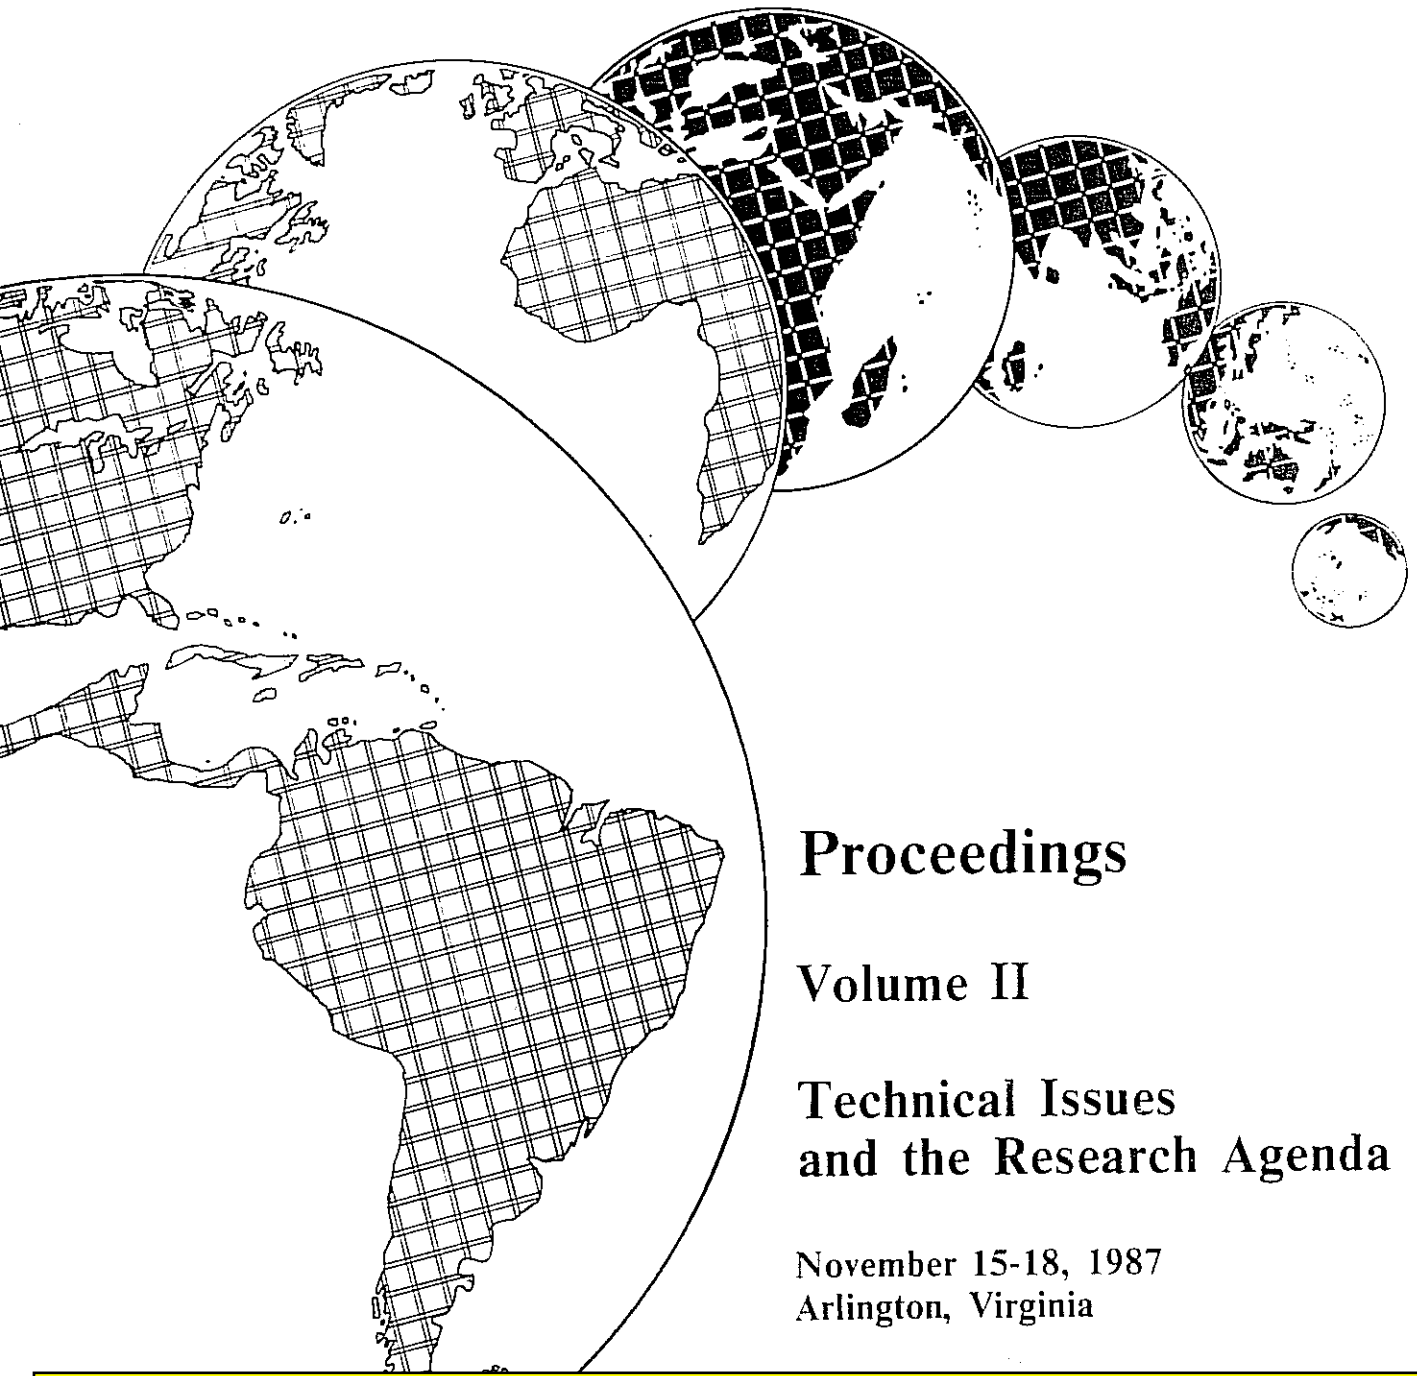 Proceedings
Volume II
Technical Issues
and the Research Agenda
November 15-18, 1987
Arlington, Virginia